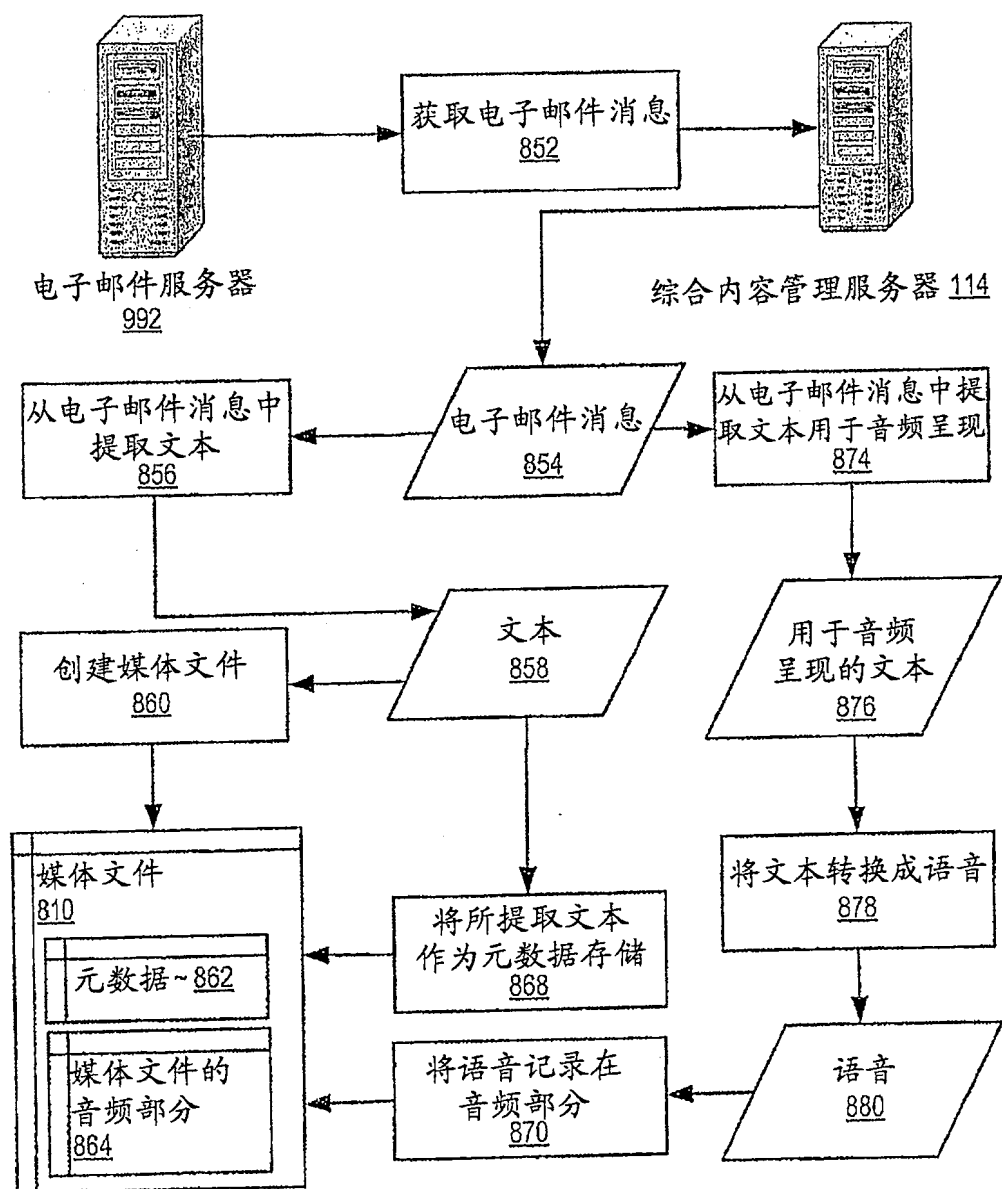 获取电子邮件消息
852
电子邮件服务器
992
综合内容管理服务器 114
从电子邮件消息中
提取文本
856
电子邮件消息
854
从电子邮件消息中提
取文本用于音频呈现
874
文本
858
创建媒体文件
860
用于音频
呈现的文本
876
媒体文件
810
元数据~862
媒体文件的
音频部分
864
将所提取文本
作为元数据存储
868
将文本转换成语音
878
将语音记录在
音频部分
870
语音
880